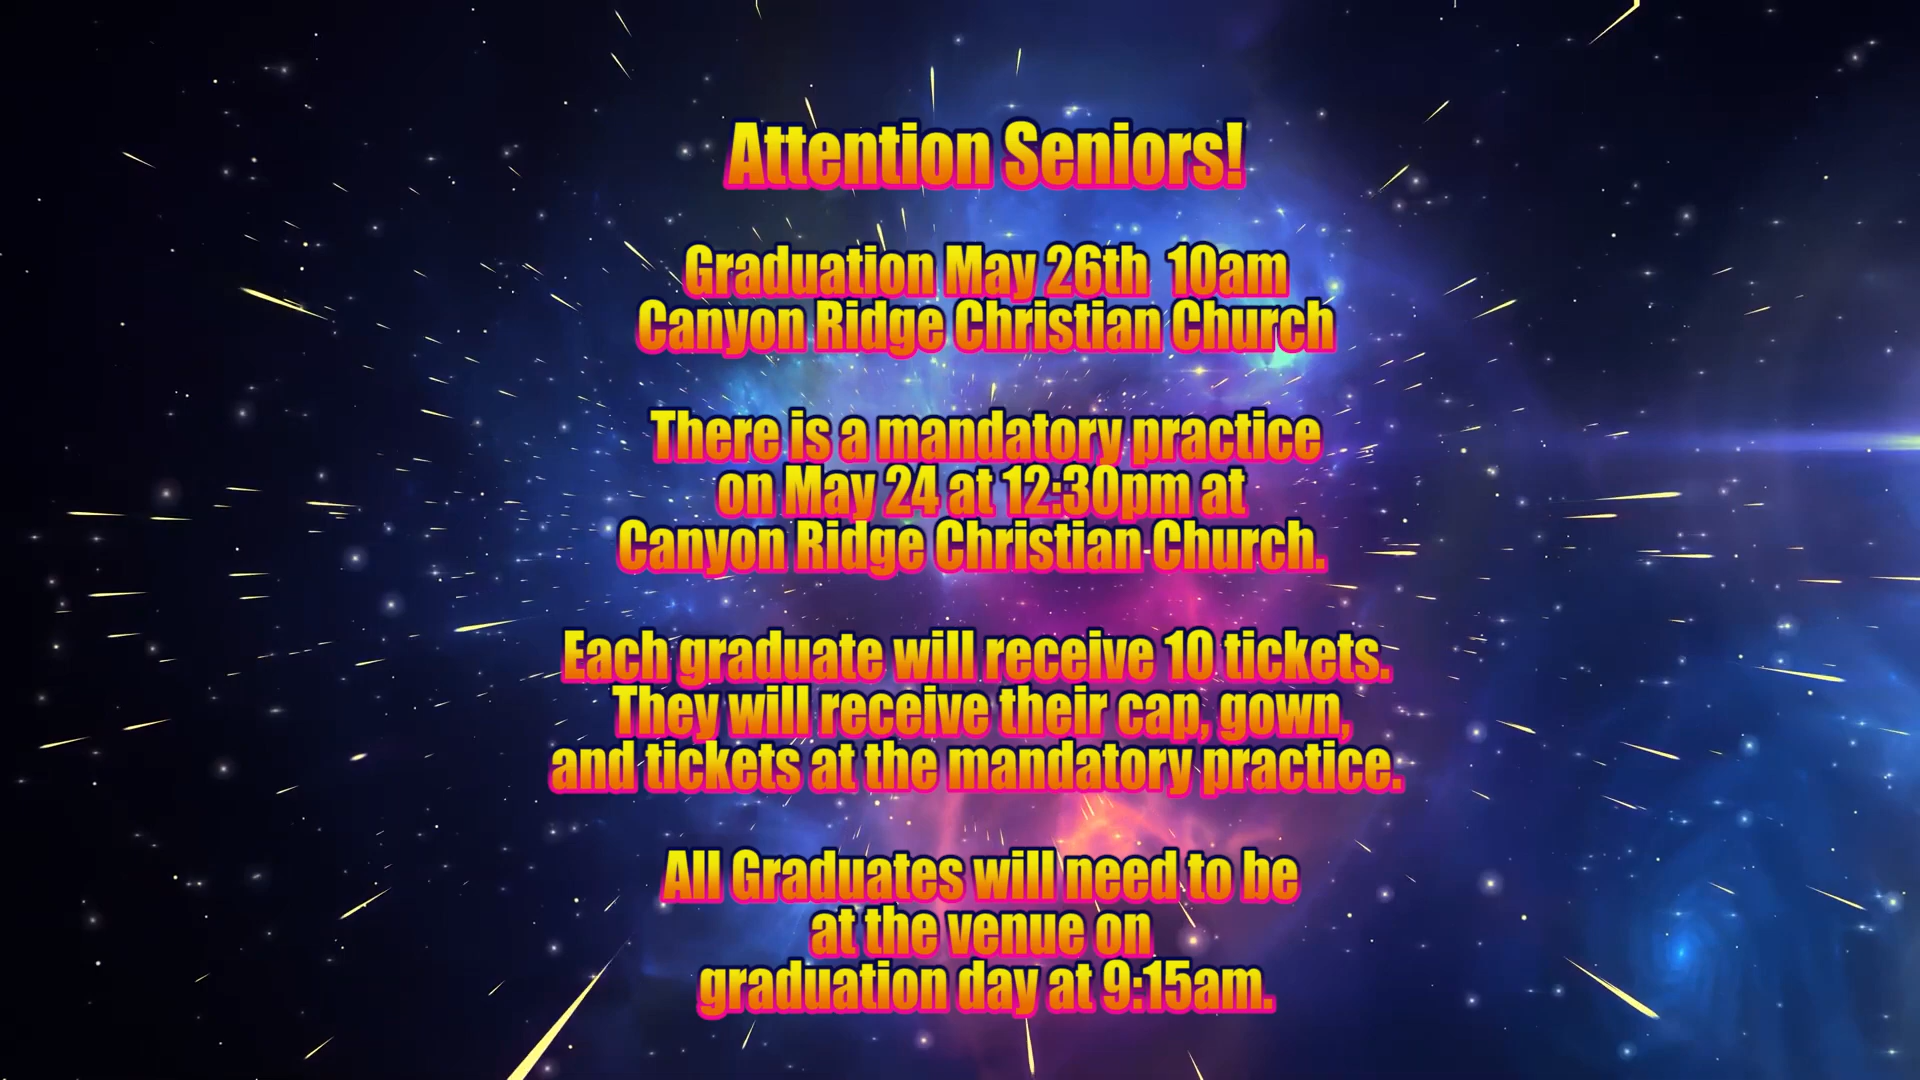 Attention Seniors!
Graduation May 26th 10am
Canyon Ridge Christian Church
There is a mandatory practice
on May 24 at 12:30pm at
Canyon Ridge Christian Church.
Each graduate will receive 10 tickets.
They will receive their cap, gown,
and tickets at the mandatory practice.
All Graduates will need to be
at the venue on
graduation day at 9:15am.